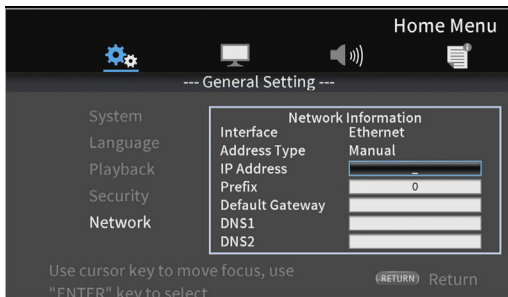 Home Menu
--- General Setting ---
System
Language
Playback
Security
Network
Network Information
Interface Ethernet
Address Type Manual
IP Address _
Prefix 0
Default Gateway
DNS1
DNS2
Use cursor key to move focus, use
"ENTER" key to select
RETURN Return